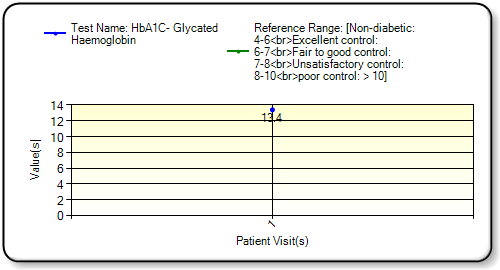 Test Name: HbA1C- Glycated
Haemoglobin
Reference Range: [Non-diabetic:
4-6<br>Excellent control:
6-7<br>Fair to good control:
7-8<br>Unsatisfactory control:
8-10<br>poor control: > 10]
14
12
10
8
6
4
2
0
Value(s)
13.4
1
Patient Visit(s)